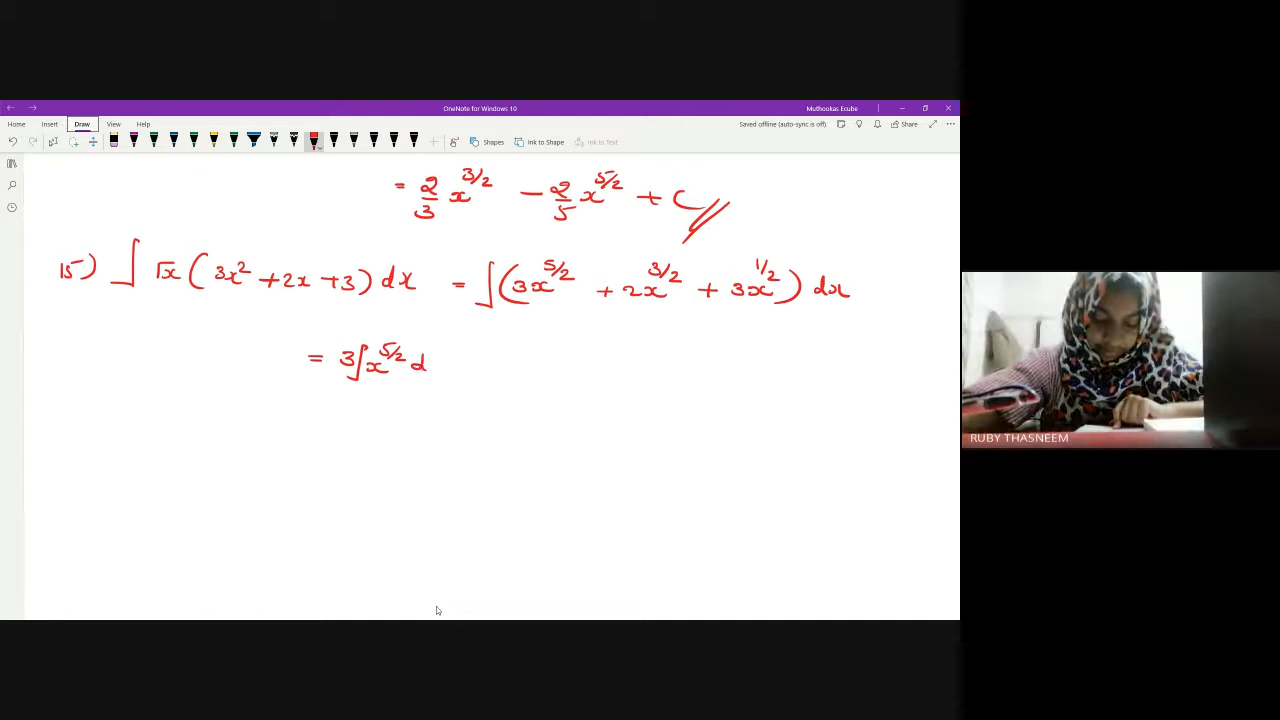 OneNote for Windows 10
Muthookas Ecube
Home Insert Draw View Help
Saved offline (auto-sync is off) Share
Shapes Ink to Shape Ink to Text
= 2/3 x^3/2 - 2/5 x^5/2 + C //
15) ∫ √x (3x² + 2x + 3) dx = ∫ (3x^5/2 + 2x^3/2 + 3x^1/2) dx
= 3∫x^5/2 d
RUBY THASNEEM